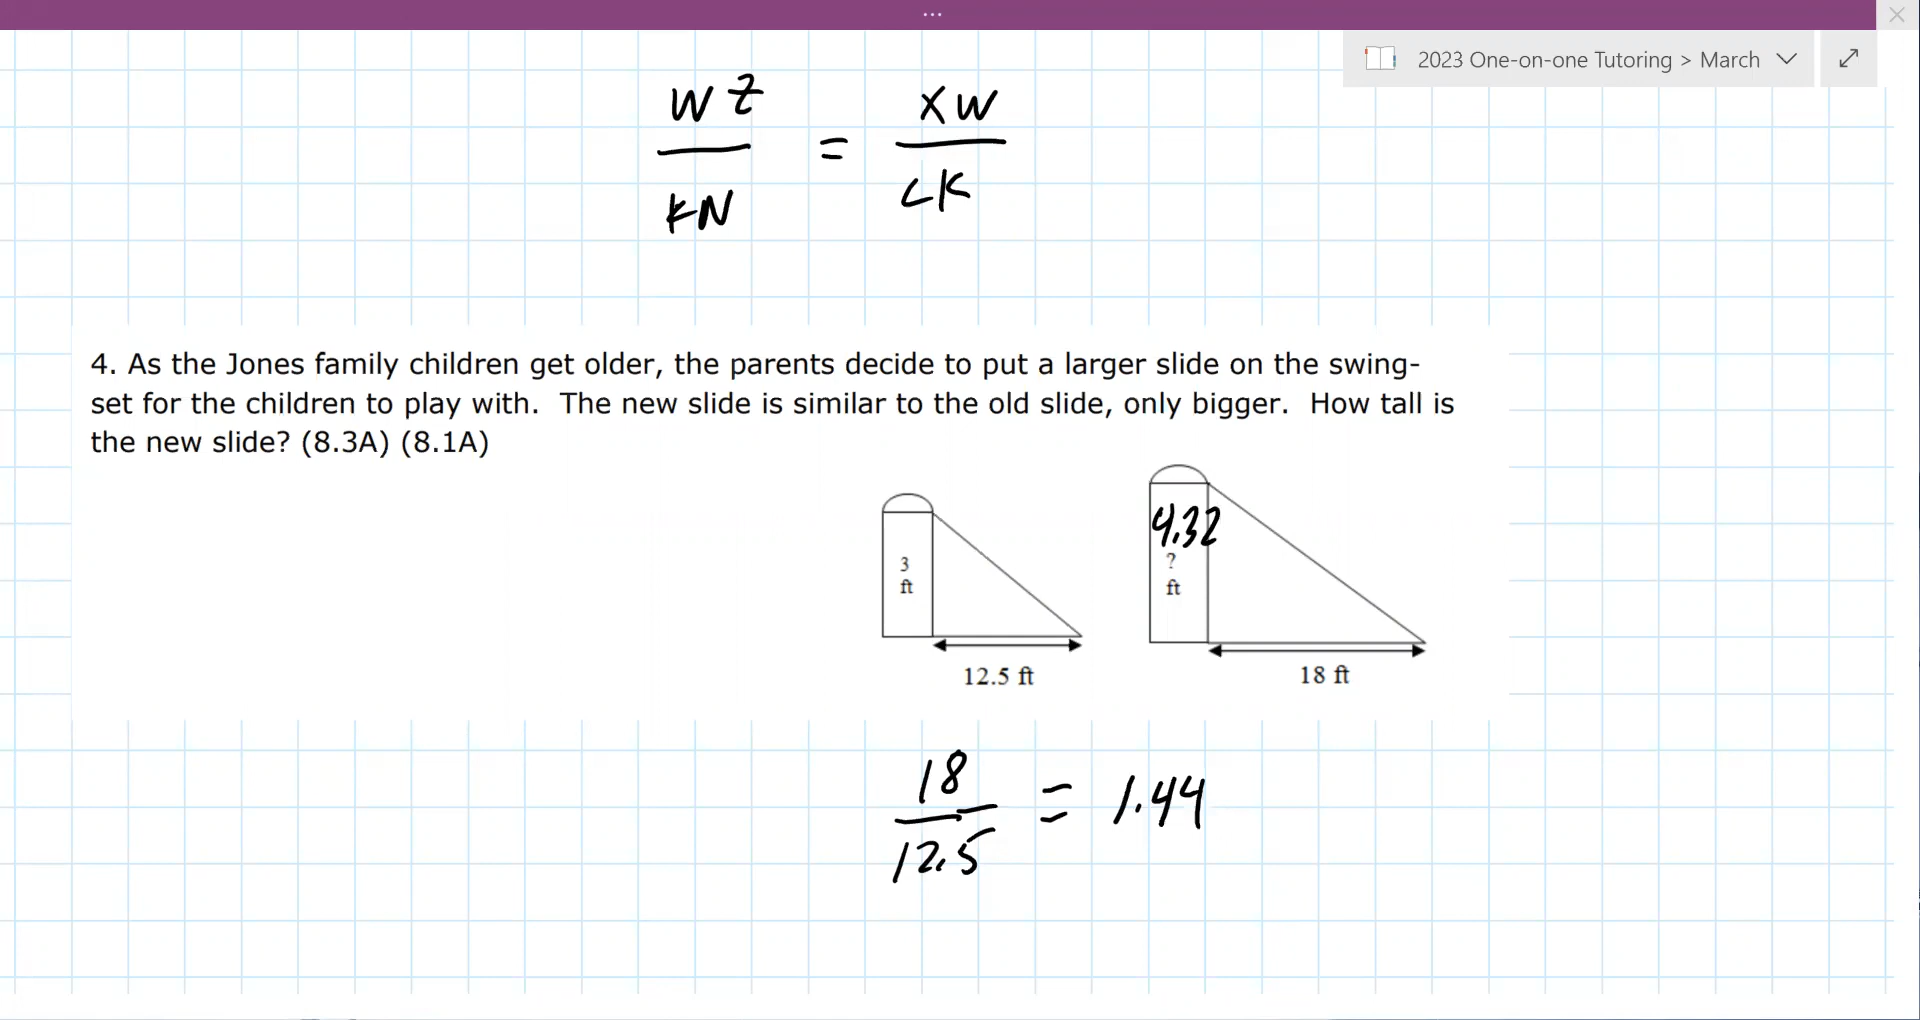 ...
2023 One-on-one Tutoring > March
WZ XW
= 
KN LK
4. As the Jones family children get older, the parents decide to put a larger slide on the swing-
set for the children to play with. The new slide is similar to the old slide, only bigger. How tall is
the new slide? (8.3A) (8.1A)
4.32
3 ?
ft ft
12.5 ft 18 ft
18
= 1.44
12.5